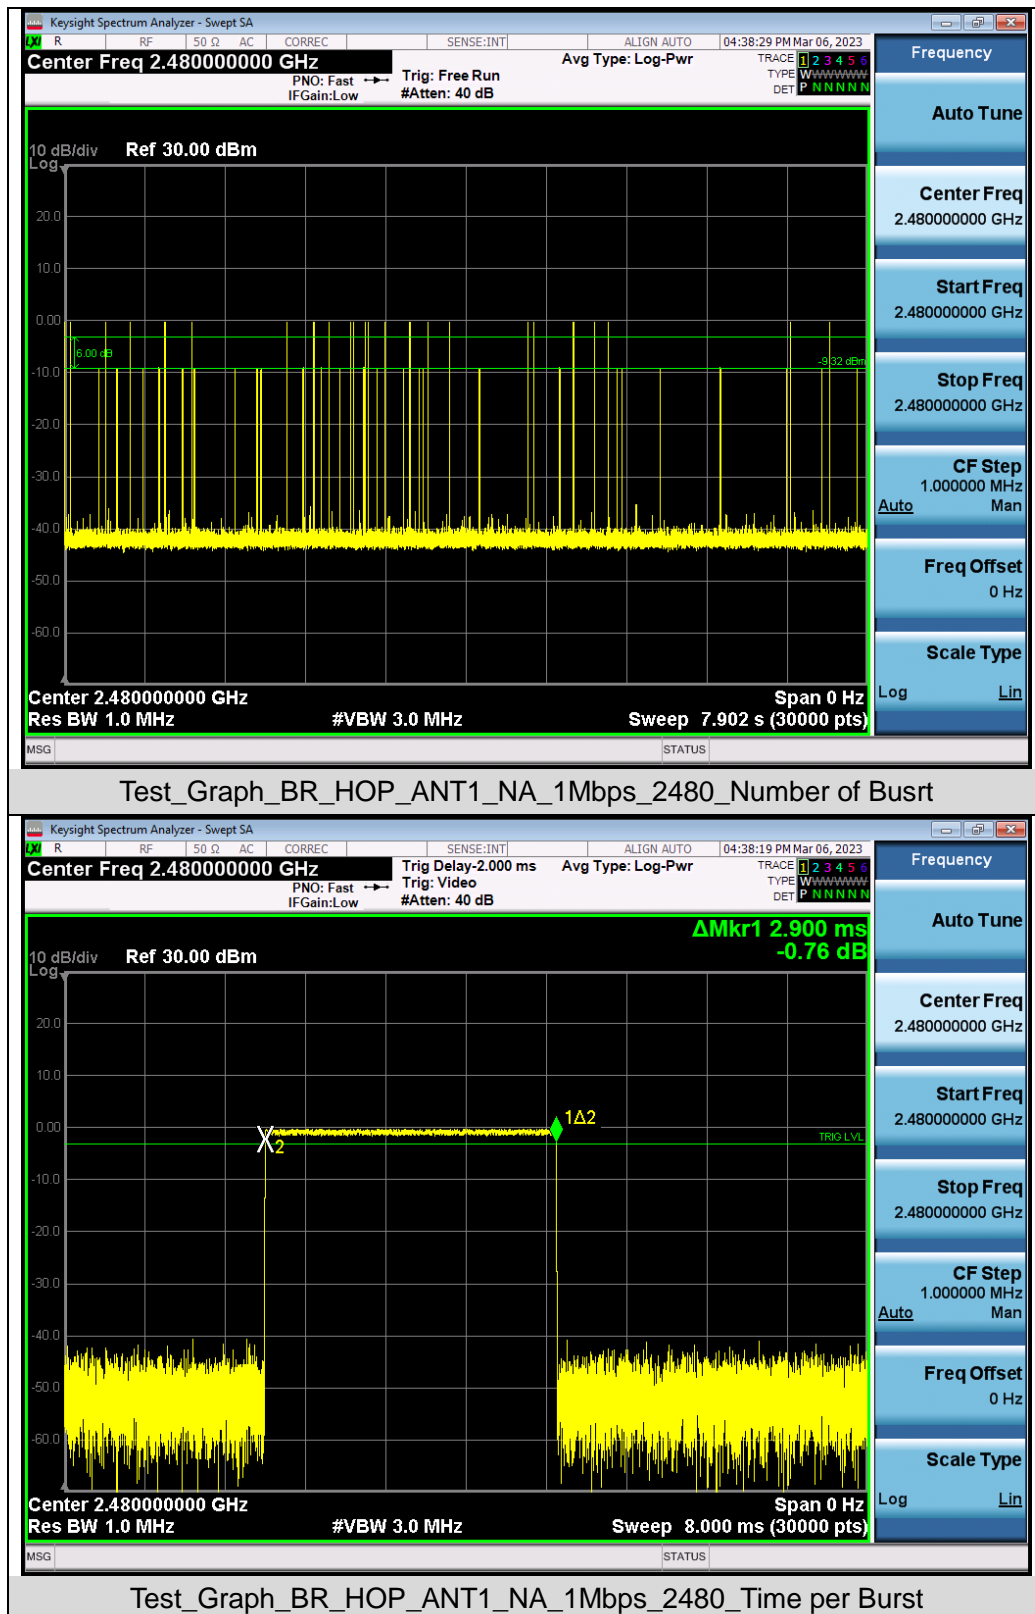 Keysight Spectrum Analyzer - Swept SA
LXI R RF 50 Ω AC CORREC SENSE:INT ALIGN AUTO 04:38:29 PM Mar 06, 2023
Center Freq 2.480000000 GHz
PNO: Fast
IFGain:Low
Trig: Free Run
#Atten: 40 dB
Avg Type: Log-Pwr
TRACE 1 2 3 4 5 6
TYPE WWWWWW
DET P N N N N N
10 dB/div
Log
Ref 30.00 dBm
20.0
10.0
0.00
6.00 dB
-9.32 dBm
-10.0
-20.0
-30.0
-40.0
-50.0
-60.0
Center 2.480000000 GHz Span 0 Hz
Res BW 1.0 MHz #VBW 3.0 MHz Sweep 7.902 s (30000 pts)
MSG STATUS
Frequency
Auto Tune
Center Freq
2.480000000 GHz
Start Freq
2.480000000 GHz
Stop Freq
2.480000000 GHz
CF Step
1.000000 MHz
Auto Man
Freq Offset
0 Hz
Scale Type
Log Lin
Test_Graph_BR_HOP_ANT1_NA_1Mbps_2480_Number of Busrt
Keysight Spectrum Analyzer - Swept SA
LXI R RF 50 Ω AC CORREC SENSE:INT ALIGN AUTO 04:38:19 PM Mar 06, 2023
Center Freq 2.480000000 GHz
PNO: Fast
IFGain:Low
Trig Delay-2.000 ms
Trig: Video
#Atten: 40 dB
Avg Type: Log-Pwr
TRACE 1 2 3 4 5 6
TYPE WWWWWW
DET P N N N N N
ΔMkr1 2.900 ms
-0.76 dB
10 dB/div
Log
Ref 30.00 dBm
20.0
10.0
0.00
1Δ2
2
TRIG LVL
-10.0
-20.0
-30.0
-40.0
-50.0
-60.0
Center 2.480000000 GHz Span 0 Hz
Res BW 1.0 MHz #VBW 3.0 MHz Sweep 8.000 ms (30000 pts)
MSG STATUS
Frequency
Auto Tune
Center Freq
2.480000000 GHz
Start Freq
2.480000000 GHz
Stop Freq
2.480000000 GHz
CF Step
1.000000 MHz
Auto Man
Freq Offset
0 Hz
Scale Type
Log Lin
Test_Graph_BR_HOP_ANT1_NA_1Mbps_2480_Time per Burst